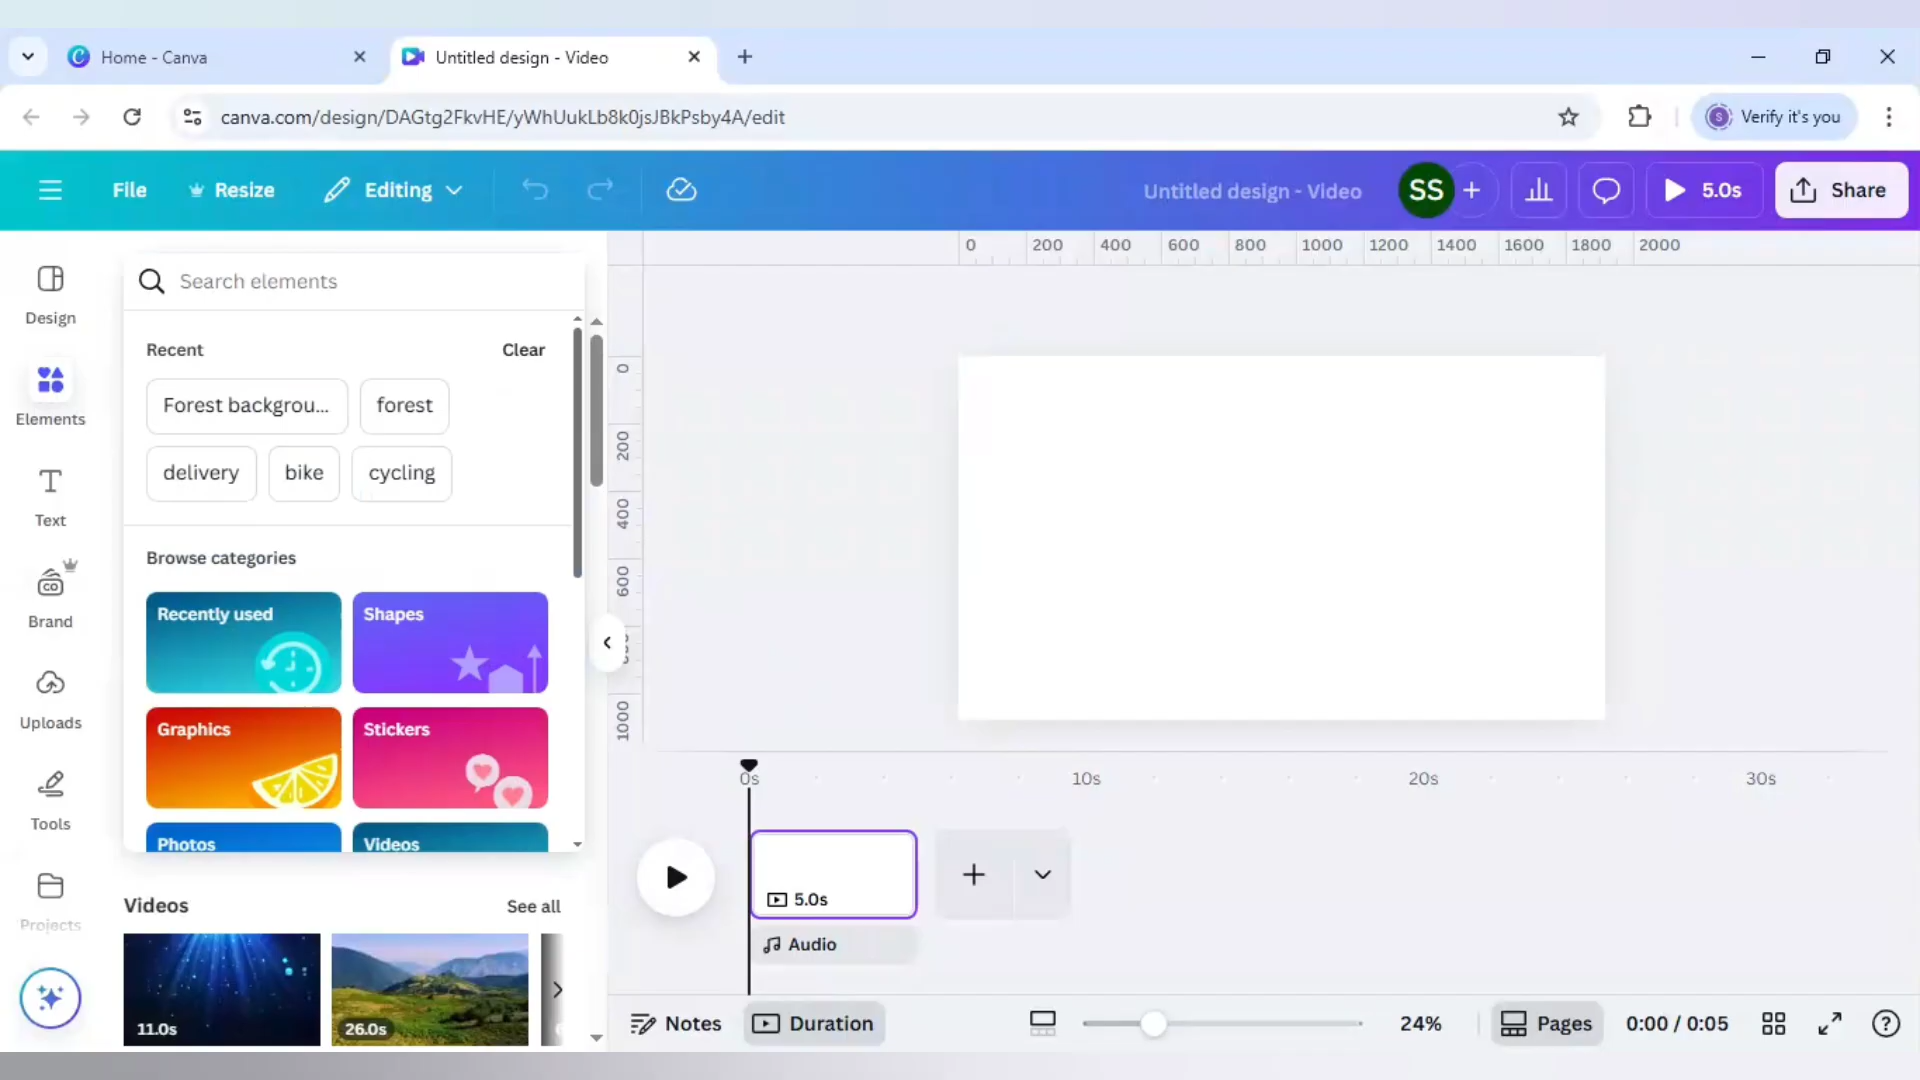 Home - Canva
Untitled design - Video
canva.com/design/DAGtg2FkvHE/yWhUukLb8k0jsJBkPsby4A/edit
S
Verify it's you
File
Resize
Editing
Untitled design - Video
SS
5.0s
Share
0 200 400 600 800 1000 1200 1400 1600 1800 2000
Design
Elements
Text
Brand
Uploads
Tools
Projects
Search elements
Recent
Clear
Forest backgrou...
forest
delivery
bike
cycling
Browse categories
Recently used
Shapes
Graphics
Stickers
Photos
Videos
Videos
See all
11.0s
26.0s
0
200
400
600
1000
0s
10s
20s
30s
5.0s
Audio
Notes
Duration
24%
Pages
0:00 / 0:05